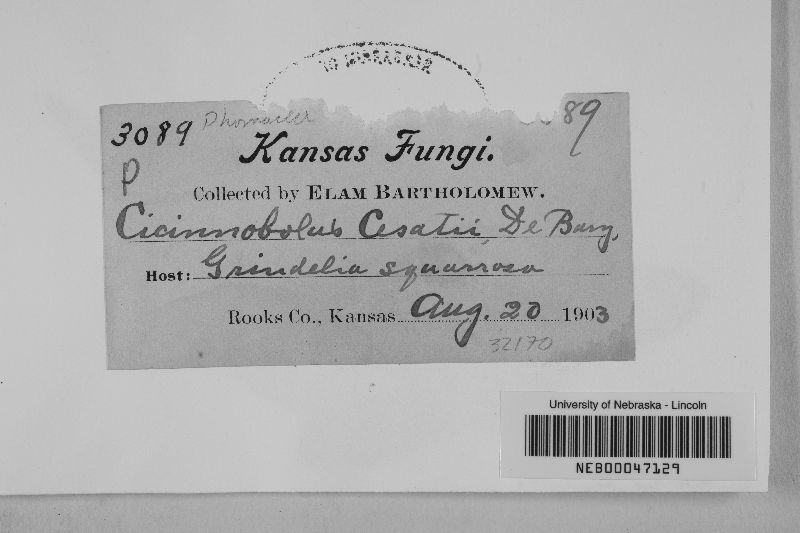 3089
89
Kansas Fungi.
P
Collected by ELAM BARTHOLOMEW.
Cicinnobolus Cesatii, De Bary,
Host: Grindelia squarrosa
Rooks Co., Kansas Aug. 20 1903
32170
University of Nebraska - Lincoln
NEB00047129